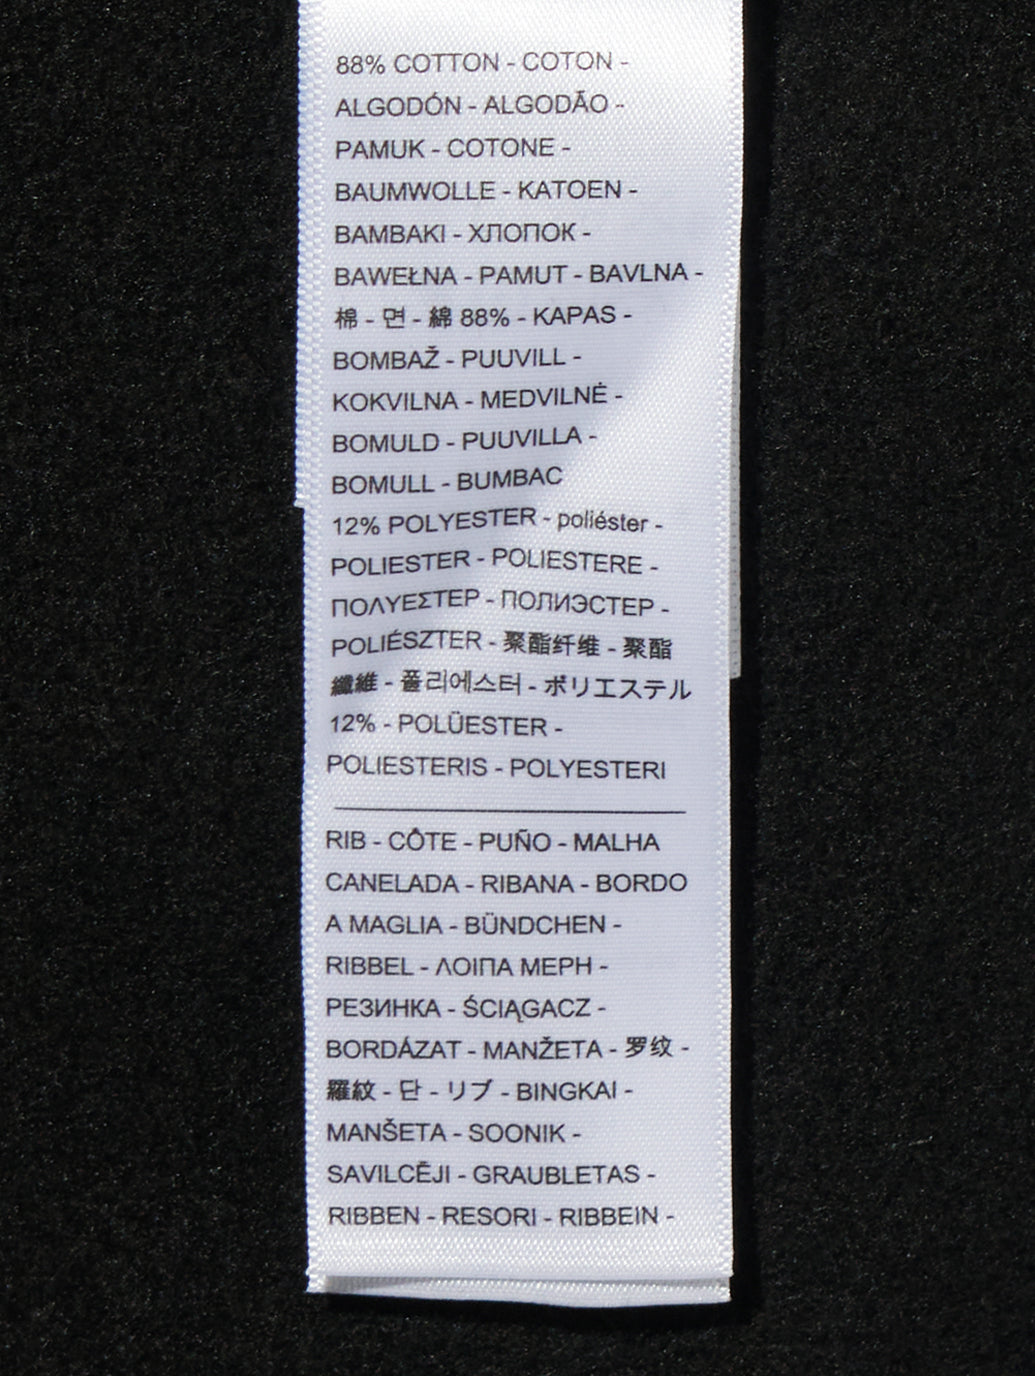 88% COTTON - COTON -
ALGODÓN - ALGODÃO -
PAMUK - COTONE -
BAUMWOLLE - KATOEN -
BAMBAKI - ХЛОПОК -
BAWEŁNA - PAMUT - BAVLNA -
棉 - 면 - 綿 88% - KAPAS -
BOMBAŽ - PUUVILL -
KOKVILNA - MEDVILNĖ -
BOMULD - PUUVILLA -
BOMULL - BUMBAC
12% POLYESTER - poliéster -
POLIESTER - POLIESTERE -
ΠΟΛΥΕΣΤΕΡ - ПОЛИЭСТЕР -
POLIÉSZTER - 聚酯纤维 - 聚酯
纖維 - 폴리에스터 - ポリエステル
12% - POLÜESTER -
POLIESTERIS - POLYESTERI
RIB - CÔTE - PUÑO - MALHA
CANELADA - RIBANA - BORDO
A MAGLIA - BÜNDCHEN -
RIBBEL - ΛΟΙΠΑ ΜΕΡΗ -
РЕЗИНКА - ŚCIĄGACZ -
BORDÁZAT - MANŽETA - 罗纹 -
羅紋 - 단 - リブ - BINGKAI -
MANŠETA - SOONIK -
SAVILCĒJI - GRAUBLETAS -
RIBBEN - RESORI - RIBBEIN -